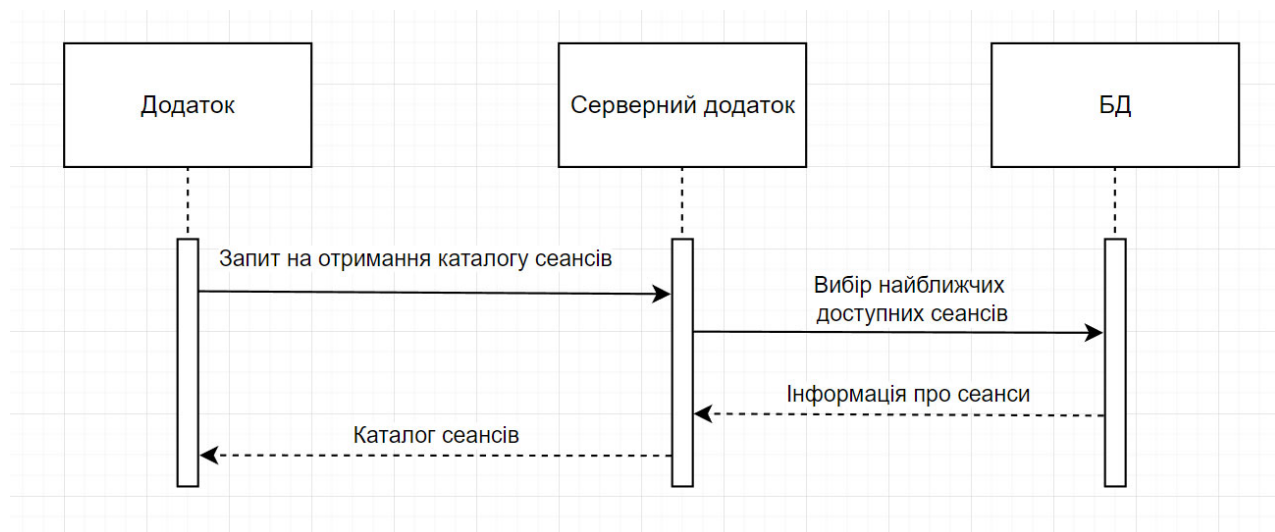 Додаток
Серверний додаток
БД
Запит на отримання каталогу сеансів
Вибір найближчих
доступних сеансів
Інформація про сеанси
Каталог сеансів